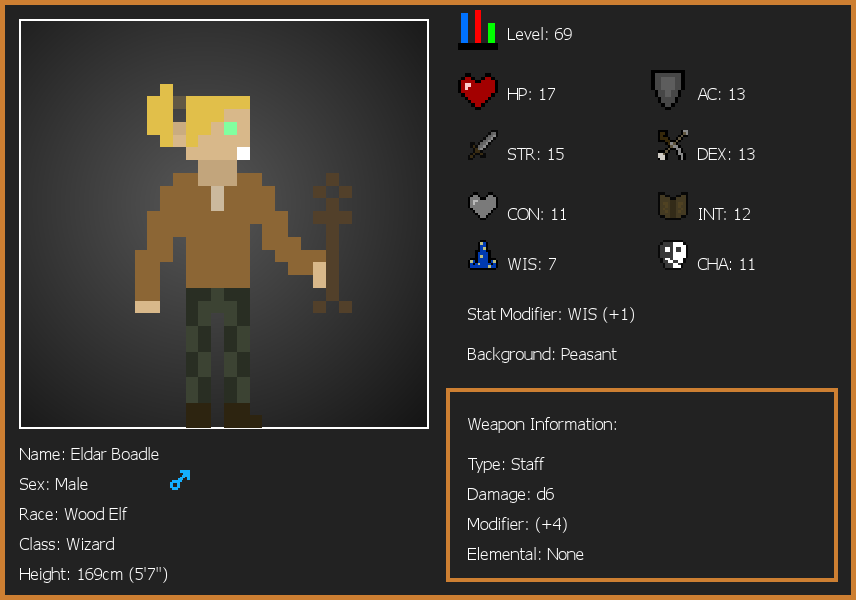 Level: 69
HP: 17
AC: 13
STR: 15
DEX: 13
CON: 11
INT: 12
WIS: 7
CHA: 11
Stat Modifier: WIS (+1)
Background: Peasant
Weapon Information:
Type: Staff
Damage: d6
Modifier: (+4)
Elemental: None
Name: Eldar Boadle
Sex: Male
Race: Wood Elf
Class: Wizard
Height: 169cm (5'7")